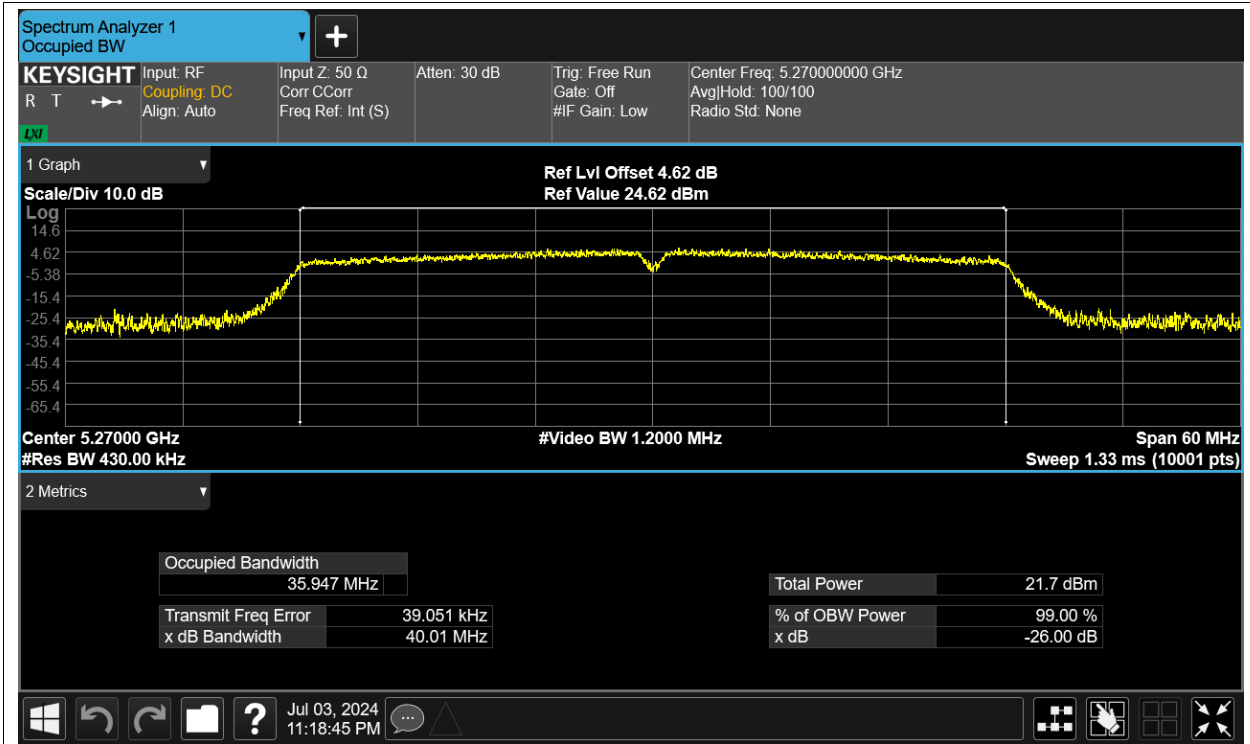 Spectrum Analyzer 1
Occupied BW
KEYSIGHT
R T
LXI
Input: RF
Coupling: DC
Align: Auto
Input Z: 50 Ω
Corr CCorr
Freq Ref: Int (S)
Atten: 30 dB
Trig: Free Run
Gate: Off
#IF Gain: Low
Center Freq: 5.270000000 GHz
Avg|Hold: 100/100
Radio Std: None
1 Graph
Scale/Div 10.0 dB
Ref Lvl Offset 4.62 dB
Ref Value 24.62 dBm
Log
14.6
4.62
-5.38
-15.4
-25.4
-35.4
-45.4
-55.4
-65.4
Center 5.27000 GHz
#Res BW 430.00 kHz
#Video BW 1.2000 MHz
Span 60 MHz
Sweep 1.33 ms (10001 pts)
2 Metrics
Occupied Bandwidth
35.947 MHz
Transmit Freq Error 39.051 kHz
x dB Bandwidth 40.01 MHz
Total Power 21.7 dBm
% of OBW Power 99.00 %
x dB -26.00 dB
?
Jul 03, 2024
11:18:45 PM